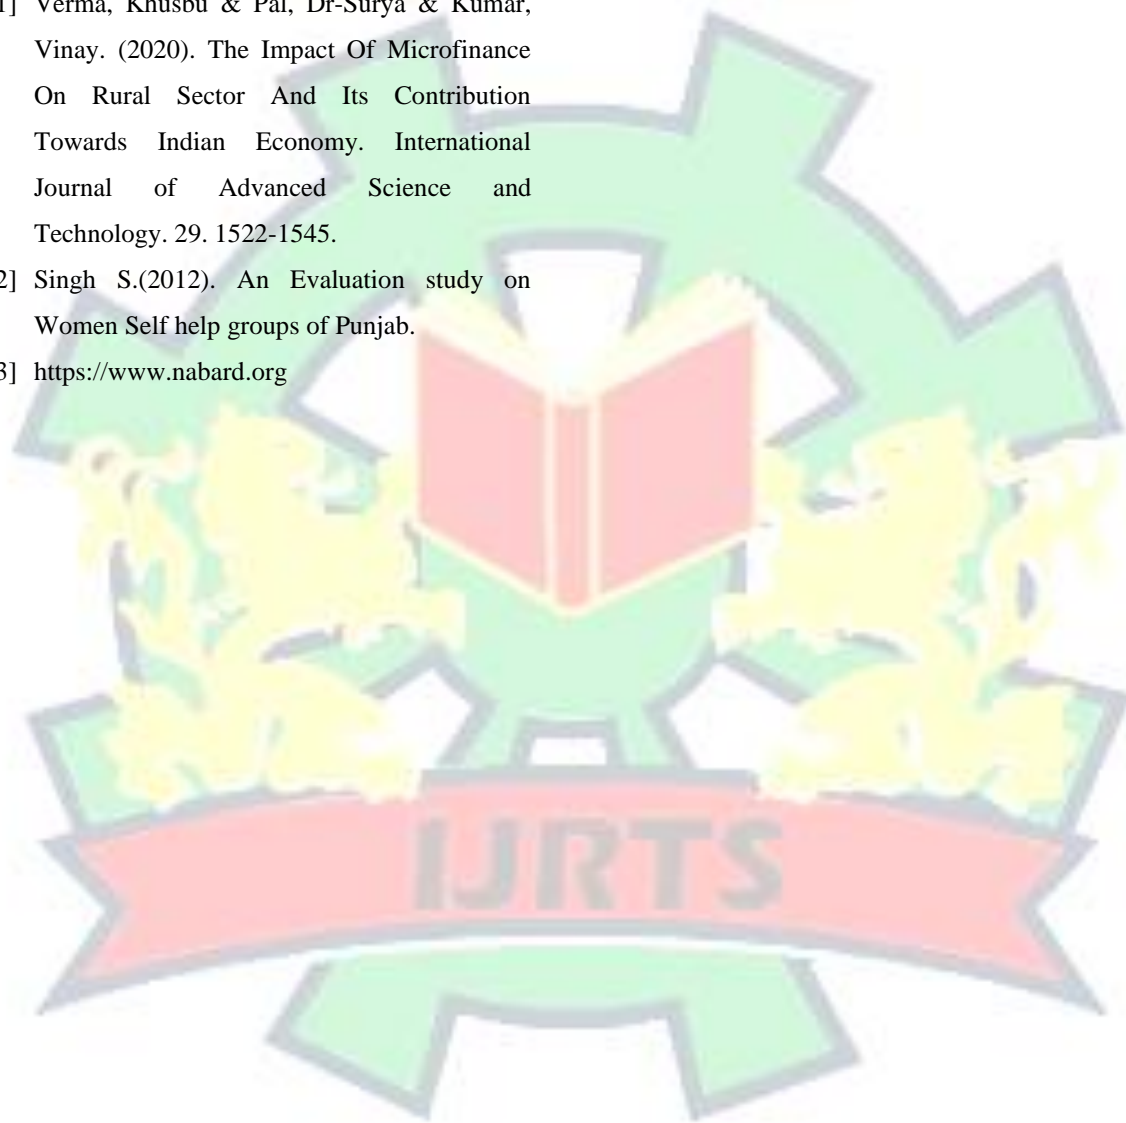 1] Verma, Khusbu & Pal, Dr-Surya & Kumar,
Vinay. (2020). The Impact Of Microfinance
On Rural Sector And Its Contribution
Towards Indian Economy. International
Journal of Advanced Science and
Technology. 29. 1522-1545.
2] Singh S.(2012). An Evaluation study on
Women Self help groups of Punjab.
3] https://www.nabard.org
IJRTS